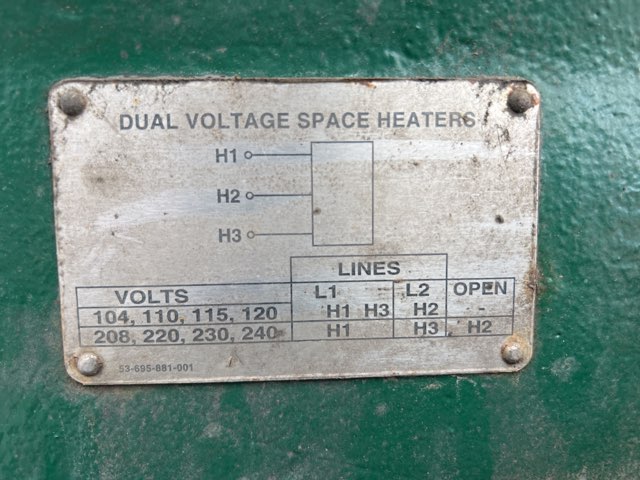 DUAL VOLTAGE SPACE HEATERS
H1
H2
H3
LINES
VOLTS L1 L2 OPEN
104, 110, 115, 120 H1 H3 H2 -
208, 220, 230, 240 H1 H3 H2
53-695-881-001